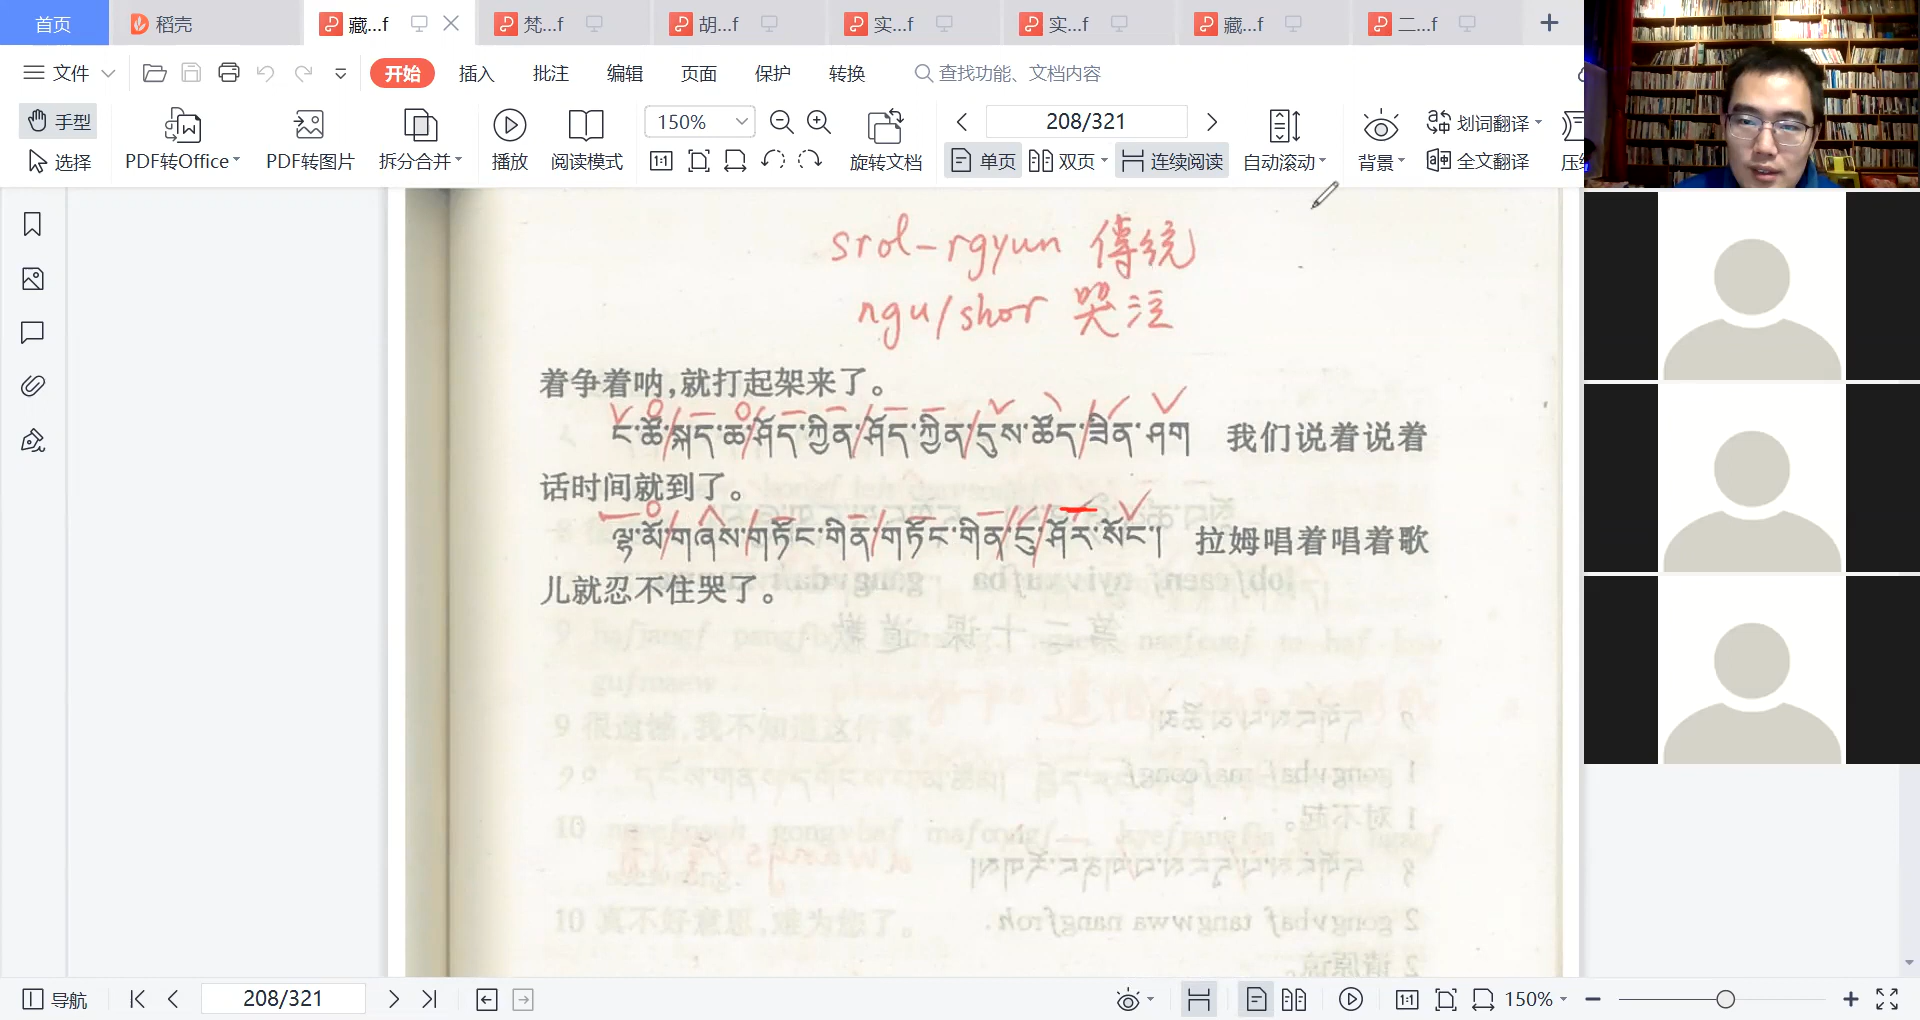 首页
稻壳
藏...f
梵...f
胡...f
实...f
实...f
藏...f
二...f
文件
开始
插入
批注
编辑
页面
保护
转换
查找功能、文档内容
手型
选择
PDF转Office
PDF转图片
拆分合并
播放
阅读模式
150%
旋转文档
208/321
单页
双页
连续阅读
自动滚动
背景
划词翻译
全文翻译
srol-rgyun 傳统
ngu/shor 哭泣
着争着呐,就打起架来了。
ང་ཚོ་སྐད་ཆ་ཤོད་ཀྱིན་ཤོད་ཀྱིན་དུས་ཚོད་ཟིན་ཤག 我们说着说着
话时间就到了。
ལྷ་མོ་གཞས་གཏོང་གིན་གཏོང་གིན་ངུ་ཤོར་སོང་། 拉姆唱着唱着歌
儿就忍不住哭了。
导航
208/321
150%